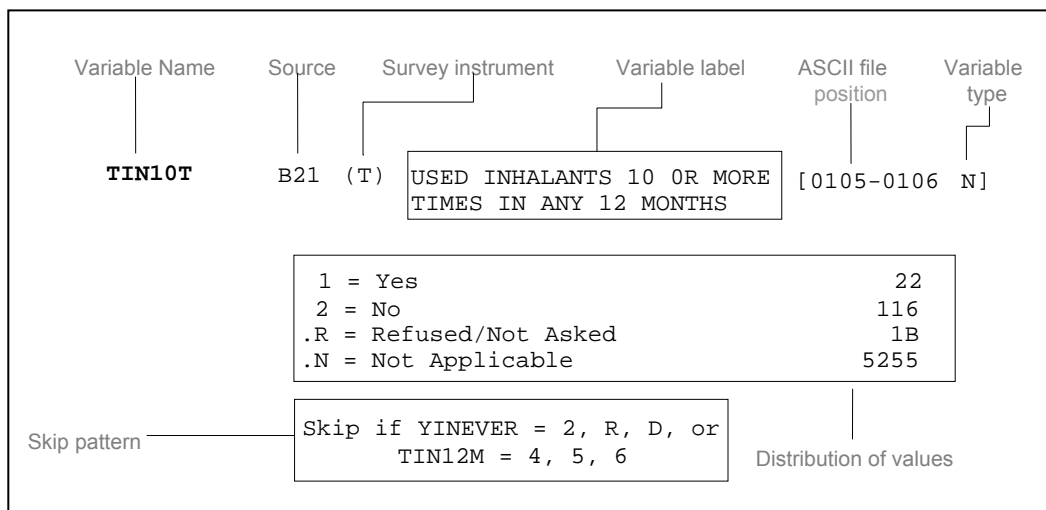 Variable Name Source Survey instrument Variable label ASCII file position Variable type
TIN10T B21 (T) USED INHALANTS 10 0R MORE TIMES IN ANY 12 MONTHS [0105-0106 N]
1 = Yes 22
2 = No 116
.R = Refused/Not Asked 1B
.N = Not Applicable 5255
Skip pattern
Skip if YINEVER = 2, R, D, or
TIN12M = 4, 5, 6
Distribution of values